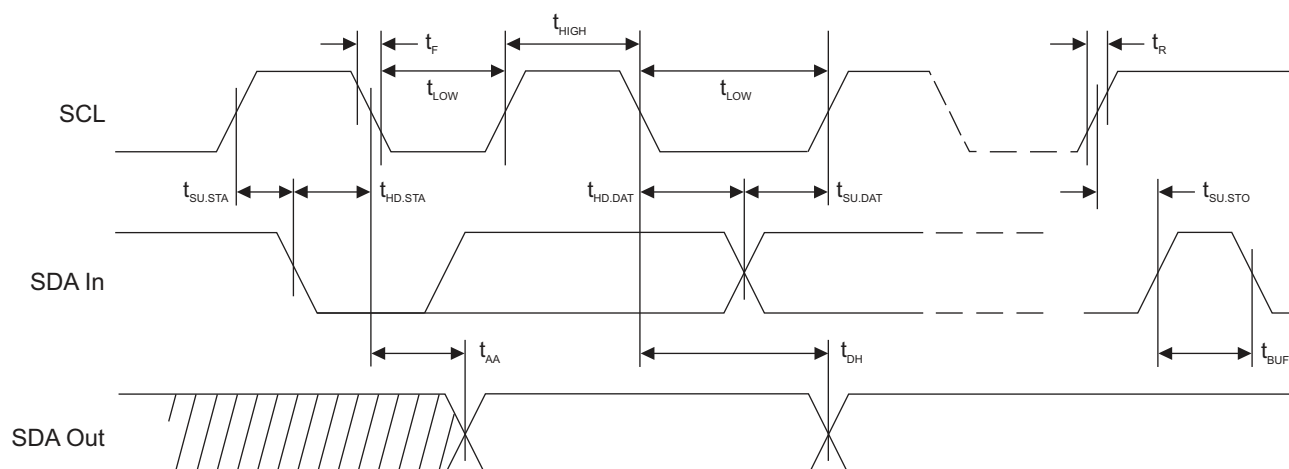 t_HIGH
t_F
t_R
t_LOW
t_LOW
SCL
t_SU.STA
t_HD.STA
t_HD.DAT
t_SU.DAT
t_SU.STO
SDA In
t_AA
t_DH
t_BUF
SDA Out